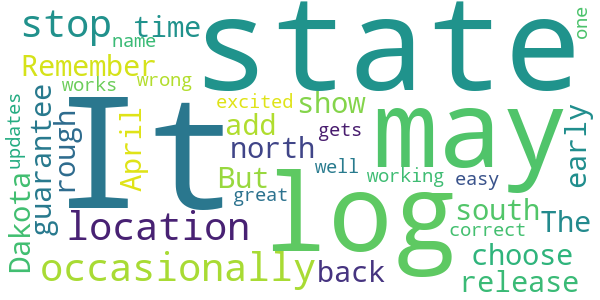 stop time state one
name
Remember works wrong
It may
updates guarantee rough April excited show
add gets early
north
Dakota But great well working easy
log
location south The
correct
occasionally back choose
release